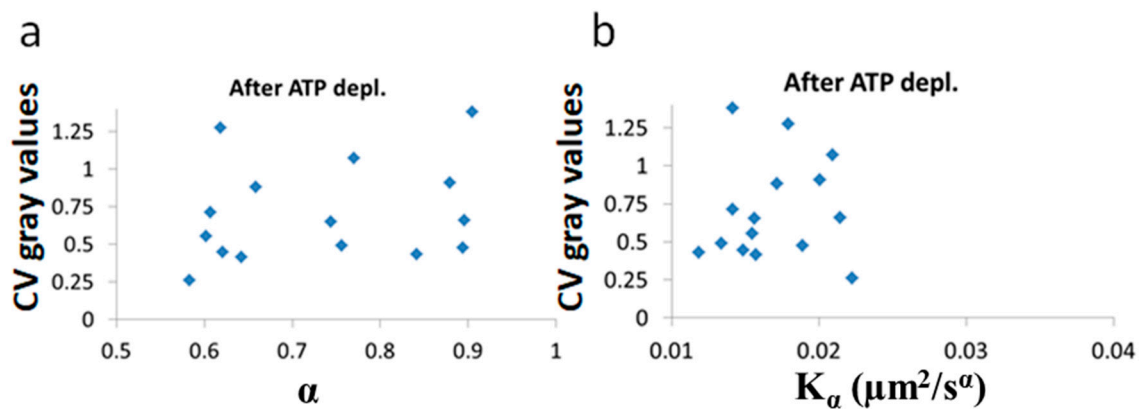 a
After ATP depl.
CV gray values
1.25
1
0.75
0.5
0.25
0
0.5 0.6 0.7 0.8 0.9 1
α
b
After ATP depl.
CV gray values
1.25
1
0.75
0.5
0.25
0
0.01 0.02 0.03 0.04
Kα (µm²/sᵅ)